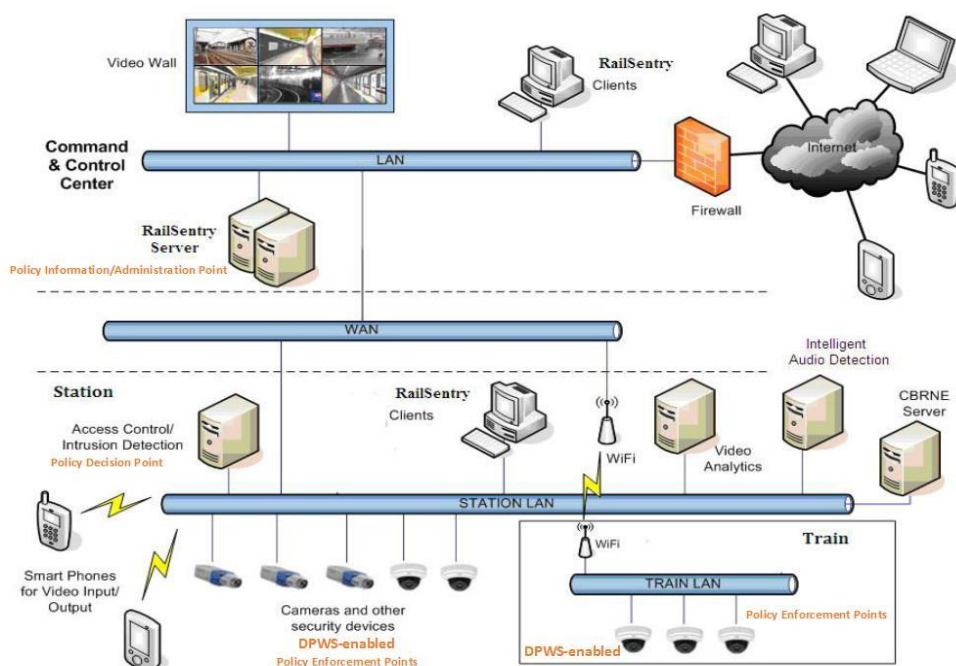 Video Wall
RailSentry
Clients
Command
& Control
Center
LAN
Internet
Firewall
RailSentry
Server
Policy Information/Administration Point
WAN
Intelligent
Audio Detection
Station
RailSentry
Clients
CBRNE
Server
Access Control/
Intrusion Detection
Policy Decision Point
WiFi
Video
Analytics
STATION LAN
Train
WiFi
Smart Phones
for Video Input/
Output
TRAIN LAN
Cameras and other
security devices
DPWS-enabled
Policy Enforcement Points
Policy Enforcement Points
DPWS-enabled